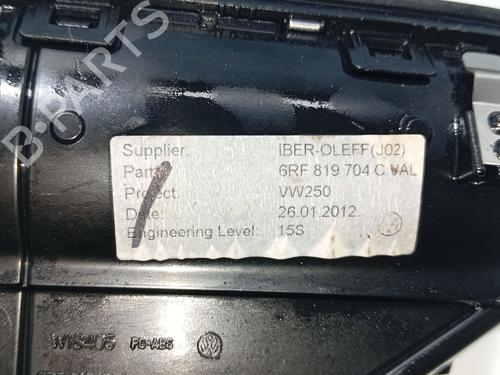 B-PARTS
Supplier: IBER-OLEFF(J02)
Part: 6RF 819 704 C VAL
Project: VW250
Date: 26.01.2012
Engineering Level: 15S
W18405 PC-ABS